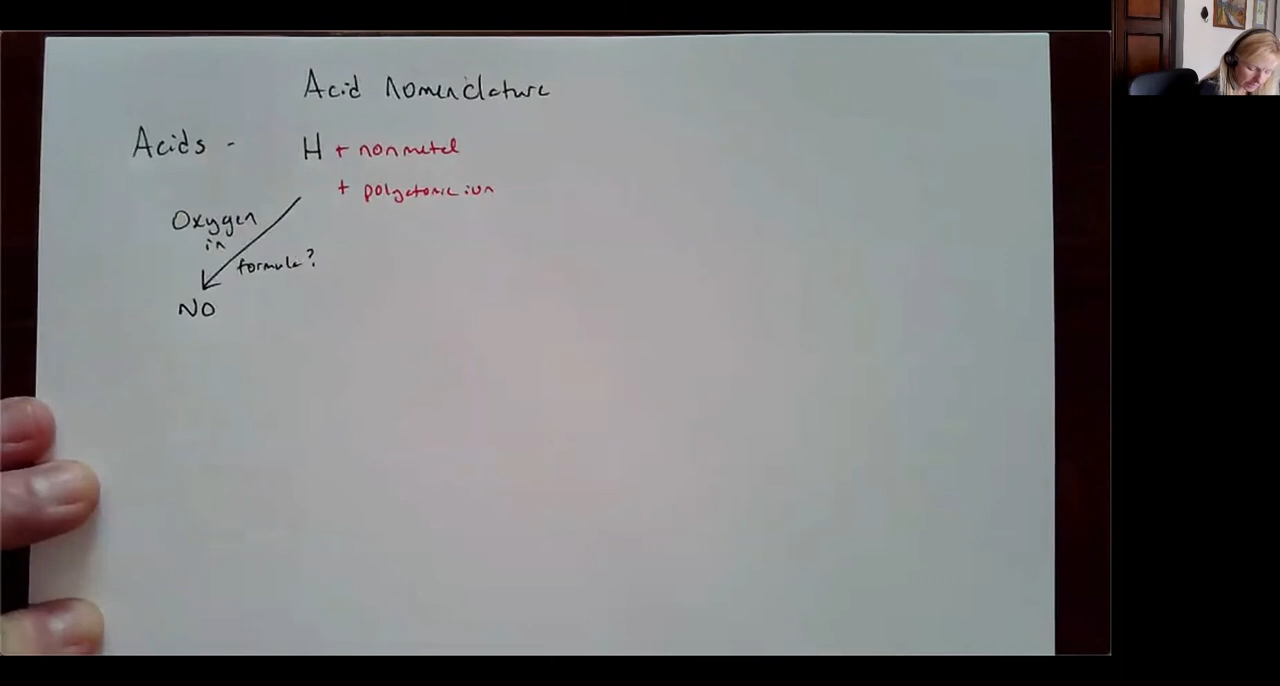 Acid nomenclature
Acids - H + nonmetal
+ polyatomic ion
Oxygen
in
formula?
NO